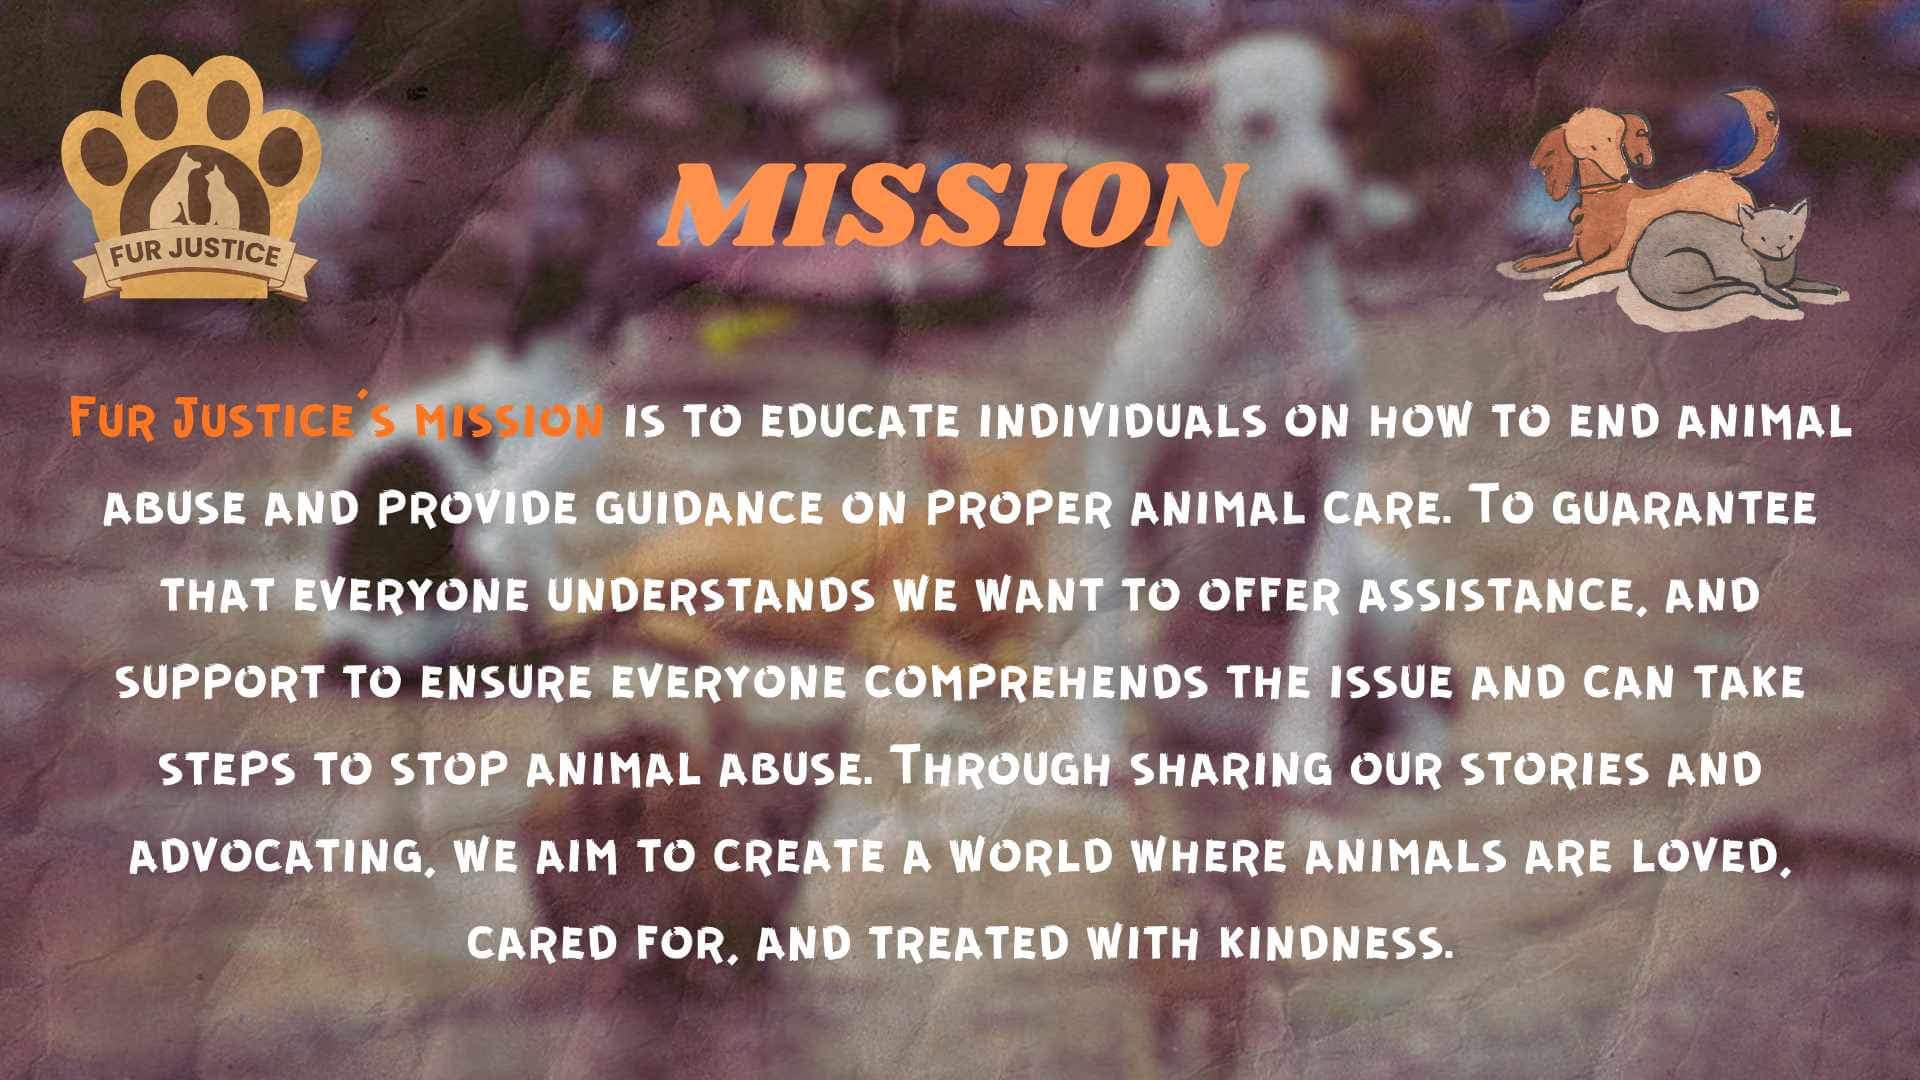 FUR JUSTICE
MISSION
Fur Justice's mission is to educate individuals on how to end animal
abuse and provide guidance on proper animal care. To guarantee
that everyone understands we want to offer assistance, and
support to ensure everyone comprehends the issue and can take
steps to stop animal abuse. Through sharing our stories and
advocating, we aim to create a world where animals are loved,
cared for, and treated with kindness.